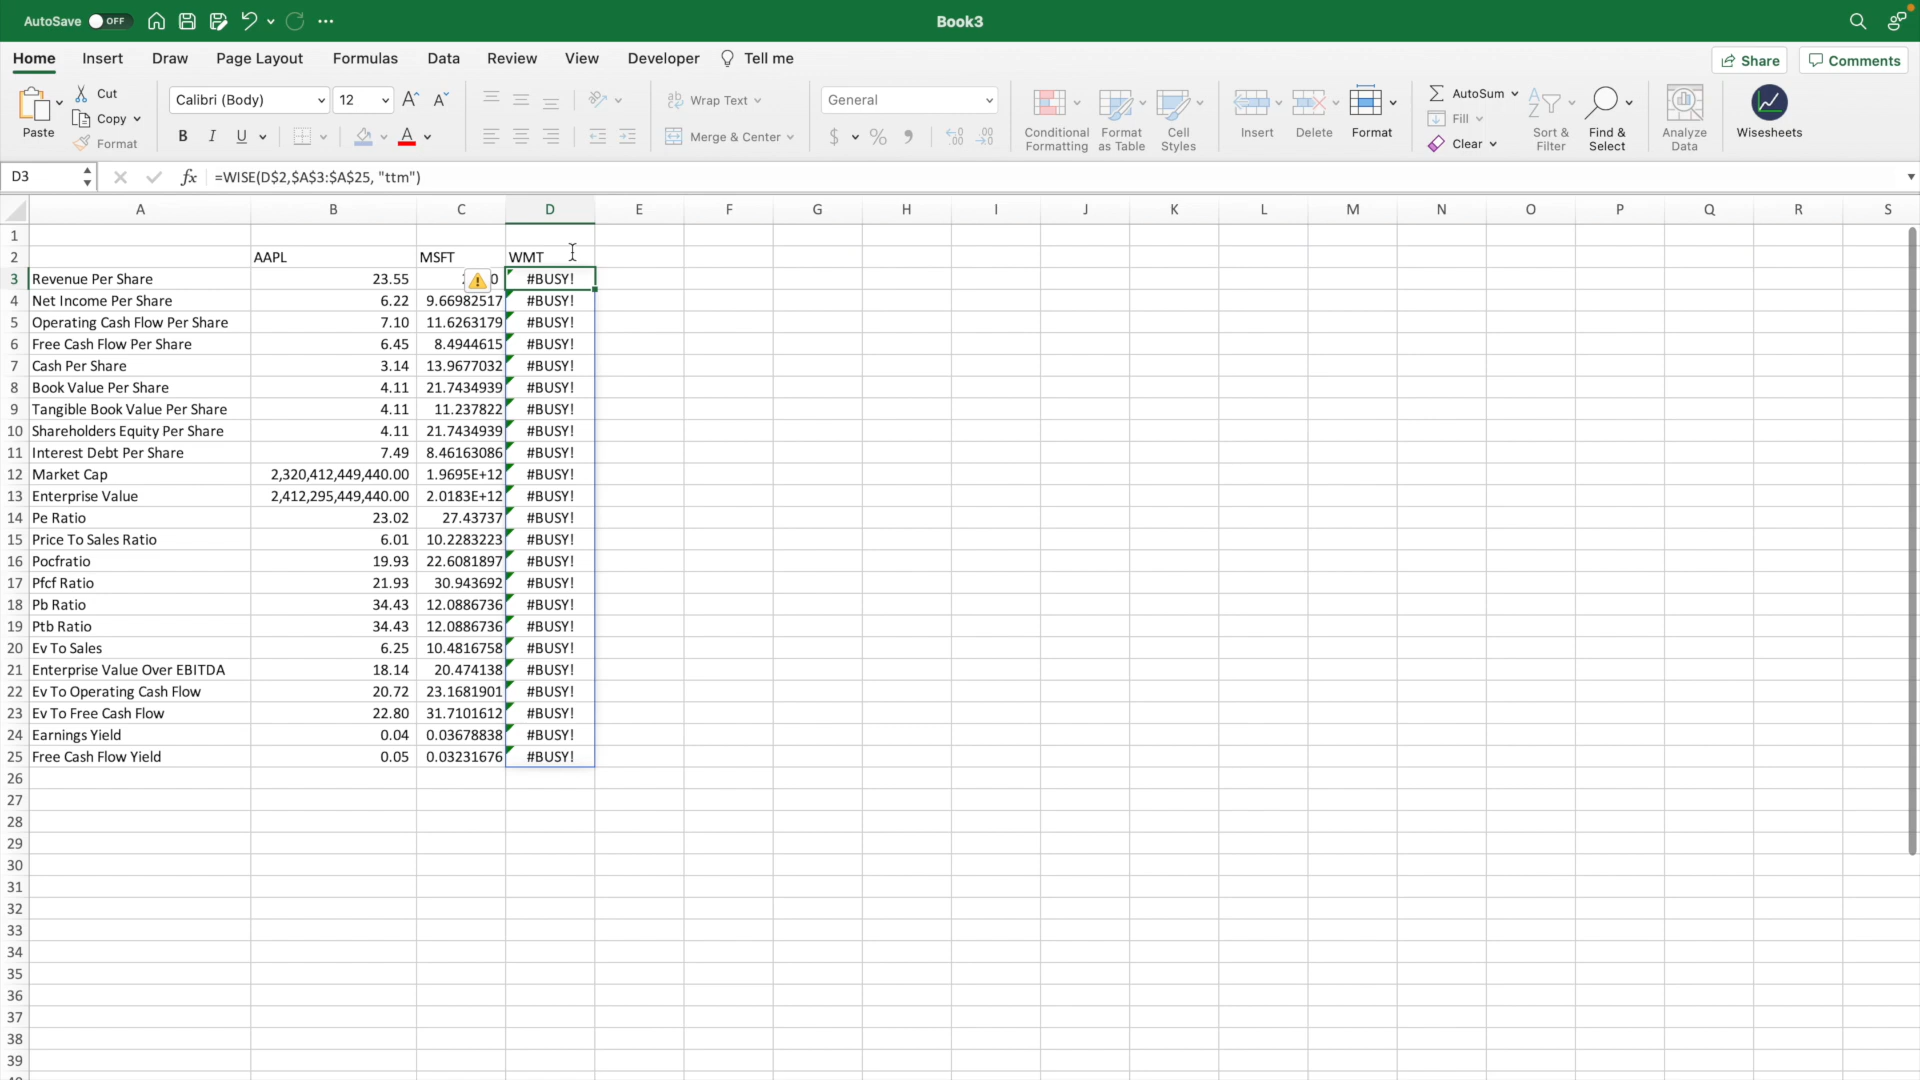 AutoSave OFF
Book3
Home Insert Draw Page Layout Formulas Data Review View Developer Tell me
Share Comments
Paste
Cut
Copy
Format
Calibri (Body) 12
B I U
Wrap Text
Merge & Center
General
Conditional Formatting
Format as Table
Cell Styles
Insert
Delete
Format
AutoSum
Fill
Clear
Sort & Filter
Find & Select
Analyze Data
Wisesheets
D3 fx =WISE(D$2,$A$3:$A$25, "ttm")
A B C D E F G H I J K L M N O P Q R S
1
2 AAPL MSFT WMT
3 Revenue Per Share 23.55 0 #BUSY!
4 Net Income Per Share 6.22 9.66982517 #BUSY!
5 Operating Cash Flow Per Share 7.10 11.6263179 #BUSY!
6 Free Cash Flow Per Share 6.45 8.4944615 #BUSY!
7 Cash Per Share 3.14 13.9677032 #BUSY!
8 Book Value Per Share 4.11 21.7434939 #BUSY!
9 Tangible Book Value Per Share 4.11 11.237822 #BUSY!
10 Shareholders Equity Per Share 4.11 21.7434939 #BUSY!
11 Interest Debt Per Share 7.49 8.46163086 #BUSY!
12 Market Cap 2,320,412,449,440.00 1.9695E+12 #BUSY!
13 Enterprise Value 2,412,295,449,440.00 2.0183E+12 #BUSY!
14 Pe Ratio 23.02 27.43737 #BUSY!
15 Price To Sales Ratio 6.01 10.2283223 #BUSY!
16 Pocfratio 19.93 22.6081897 #BUSY!
17 Pfcf Ratio 21.93 30.943692 #BUSY!
18 Pb Ratio 34.43 12.0886736 #BUSY!
19 Ptb Ratio 34.43 12.0886736 #BUSY!
20 Ev To Sales 6.25 10.4816758 #BUSY!
21 Enterprise Value Over EBITDA 18.14 20.474138 #BUSY!
22 Ev To Operating Cash Flow 20.72 23.1681901 #BUSY!
23 Ev To Free Cash Flow 22.80 31.7101612 #BUSY!
24 Earnings Yield 0.04 0.03678838 #BUSY!
25 Free Cash Flow Yield 0.05 0.03231676 #BUSY!
26
27
28
29
30
31
32
33
34
35
36
37
38
39